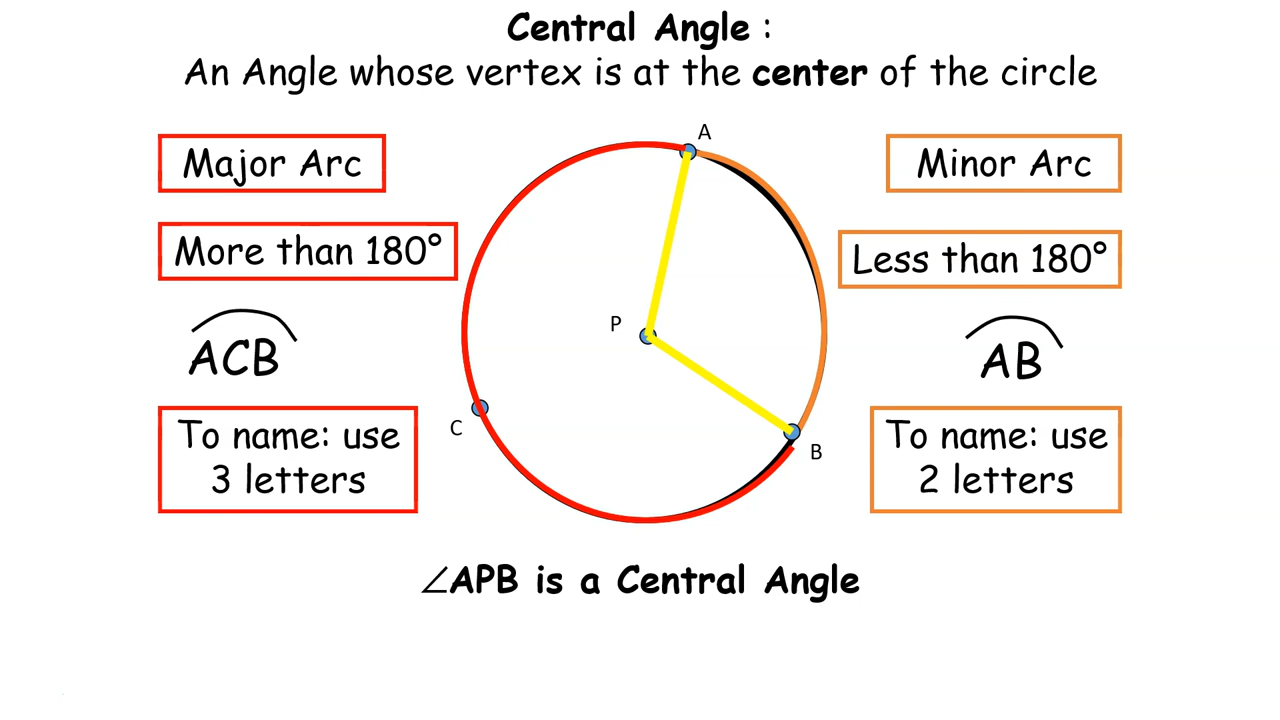 Central Angle :
An Angle whose vertex is at the center of the circle
Major Arc
More than 180°
ACB
To name: use
3 letters
A
P
C
B
Minor Arc
Less than 180°
AB
To name: use
2 letters
∠APB is a Central Angle